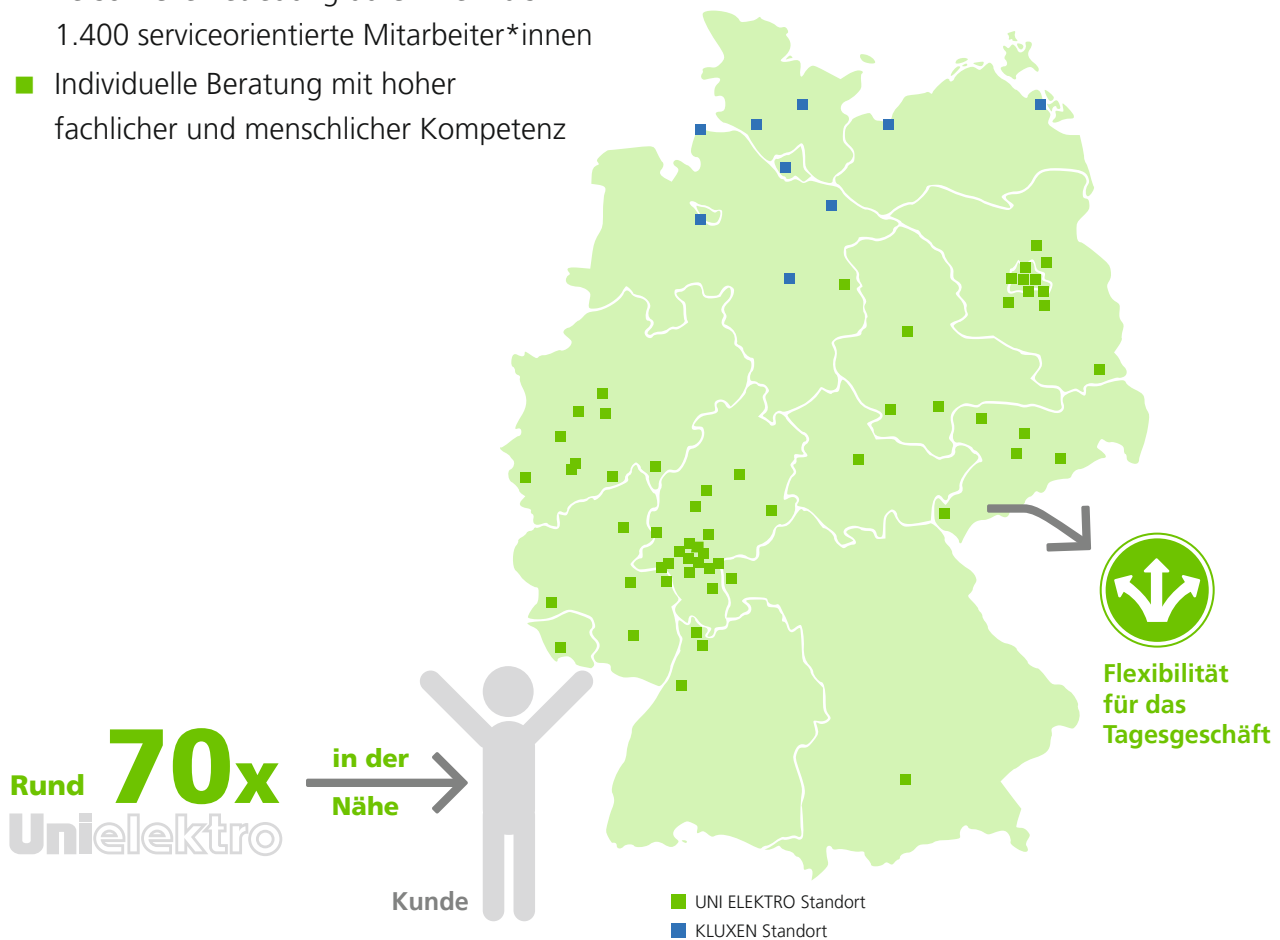 1.400 serviceorientierte Mitarbeiter*innen
Individuelle Beratung mit hoher
fachlicher und menschlicher Kompetenz
Flexibilität
für das
Tagesgeschäft
Rund 70x
in der
Nähe
Unielektro
Kunde
UNI ELEKTRO Standort
KLUXEN Standort